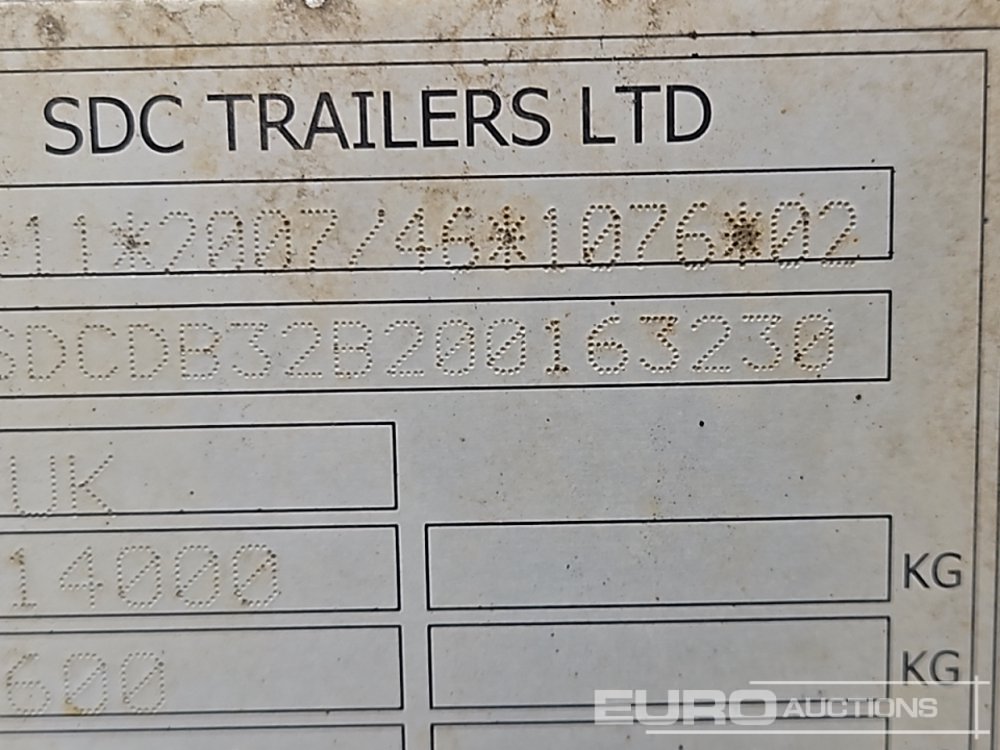 SDC TRAILERS LTD
*11*2007/46*1076*02
SDCDB32B200163230
UK
14000 KG
600 KG
EURO AUCTIONS